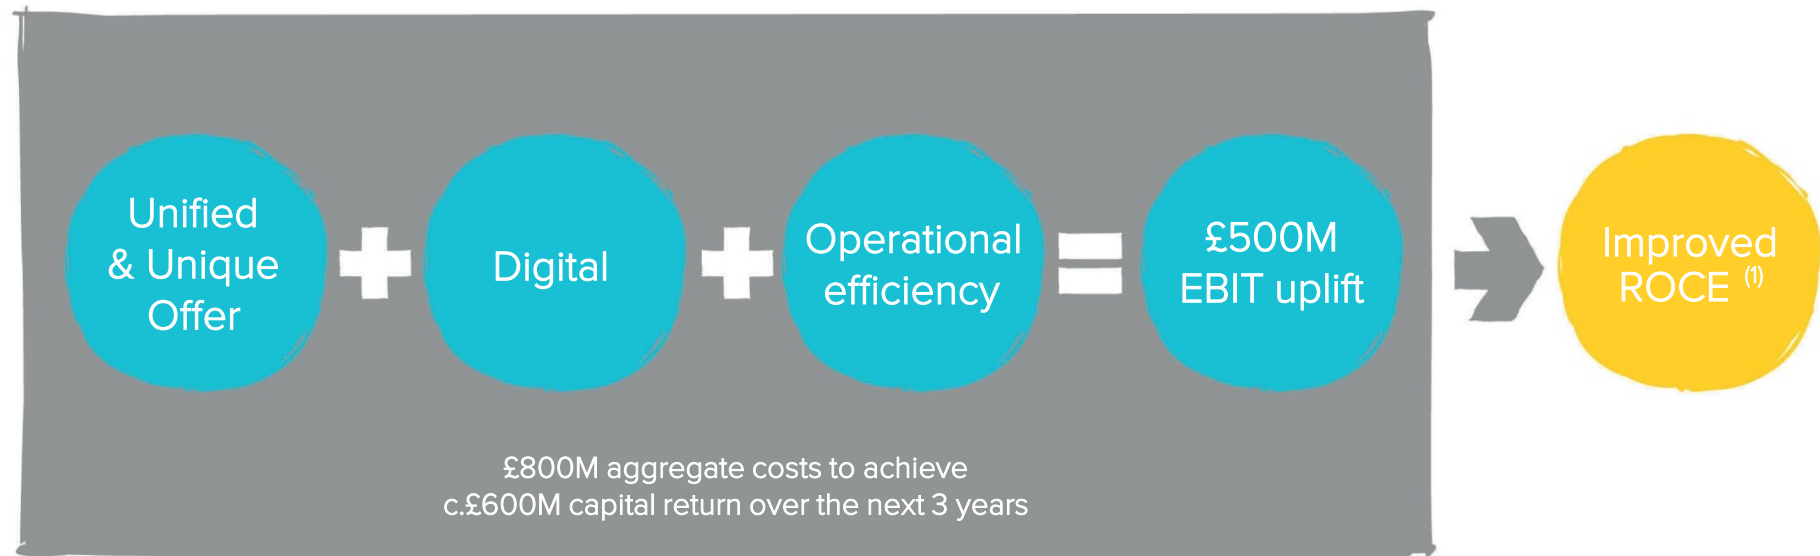 Unified
& Unique
Offer
Digital
Operational
efficiency
£500M
EBIT uplift
Improved
ROCE (1)
£800M aggregate costs to achieve
c.£600M capital return over the next 3 years